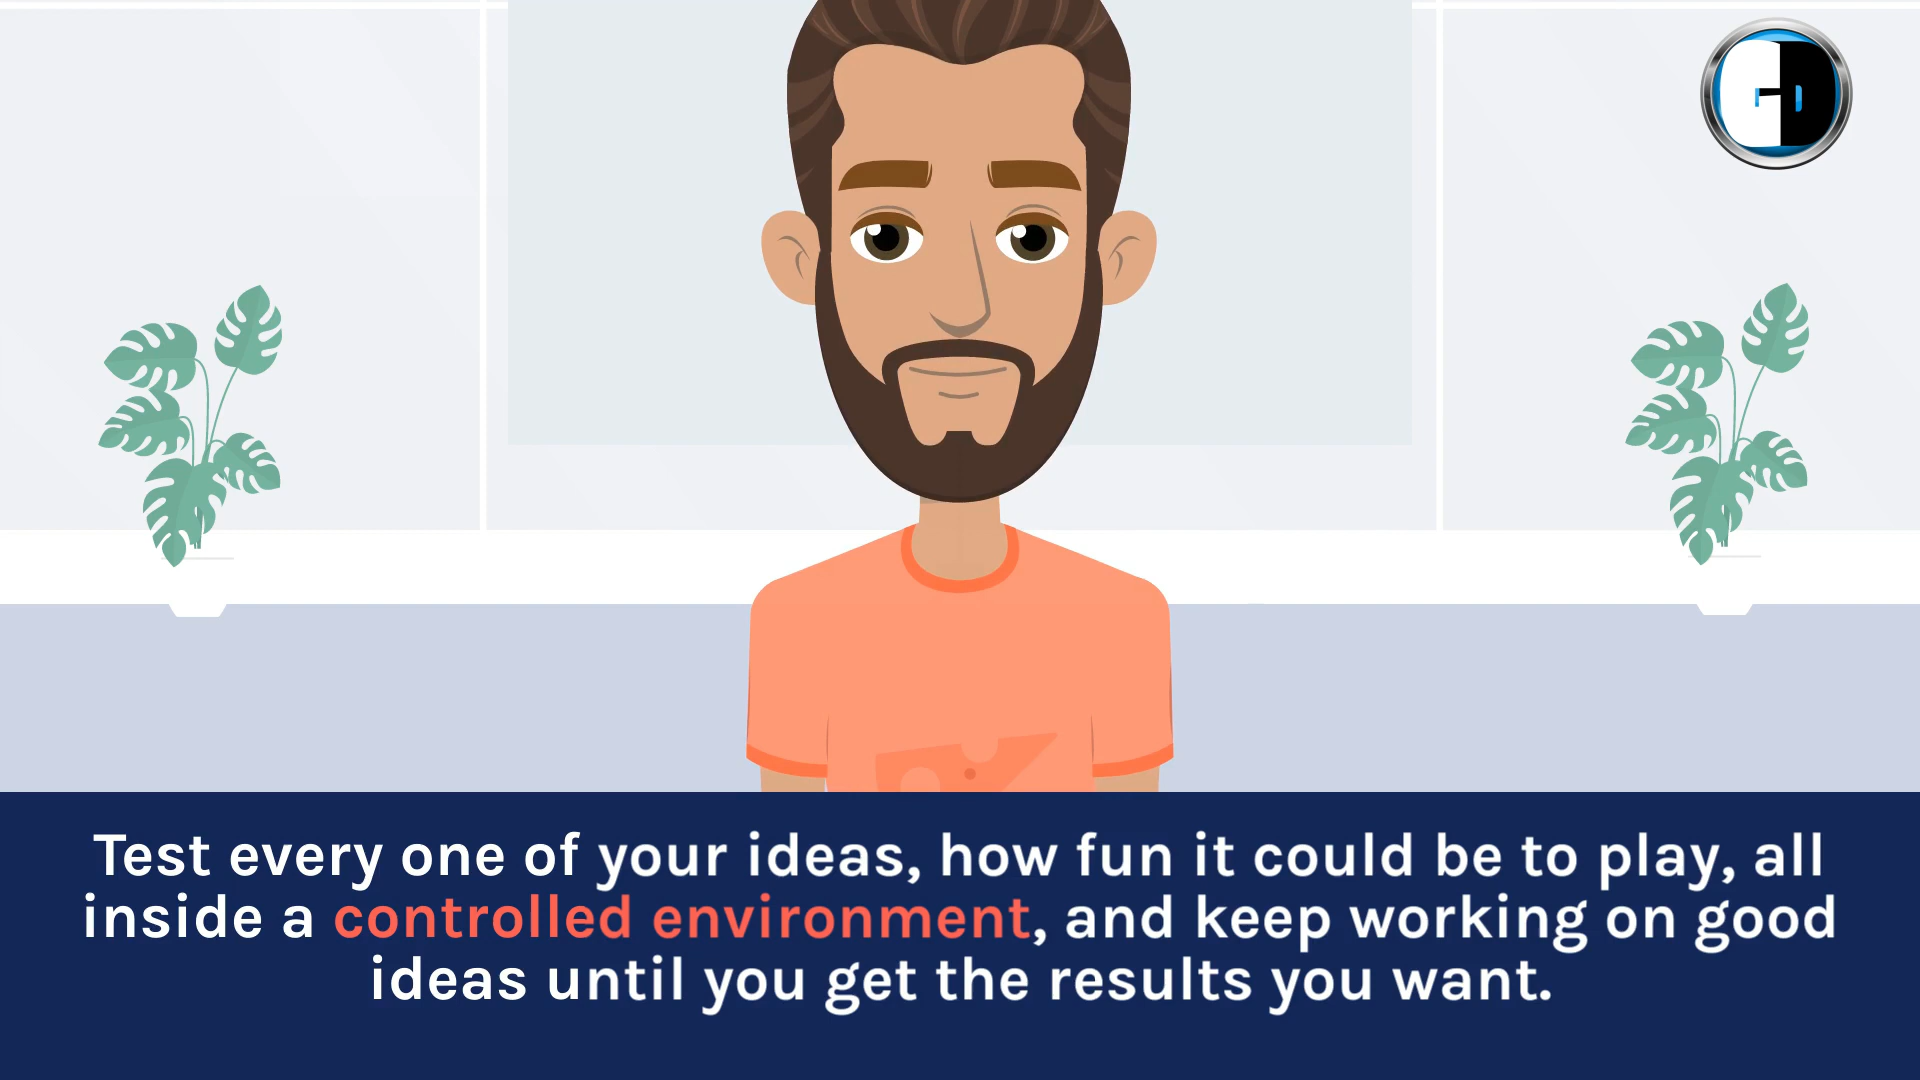 GD
Test every one of your ideas, how fun it could be to play, all
inside a controlled environment, and keep working on good
ideas until you get the results you want.